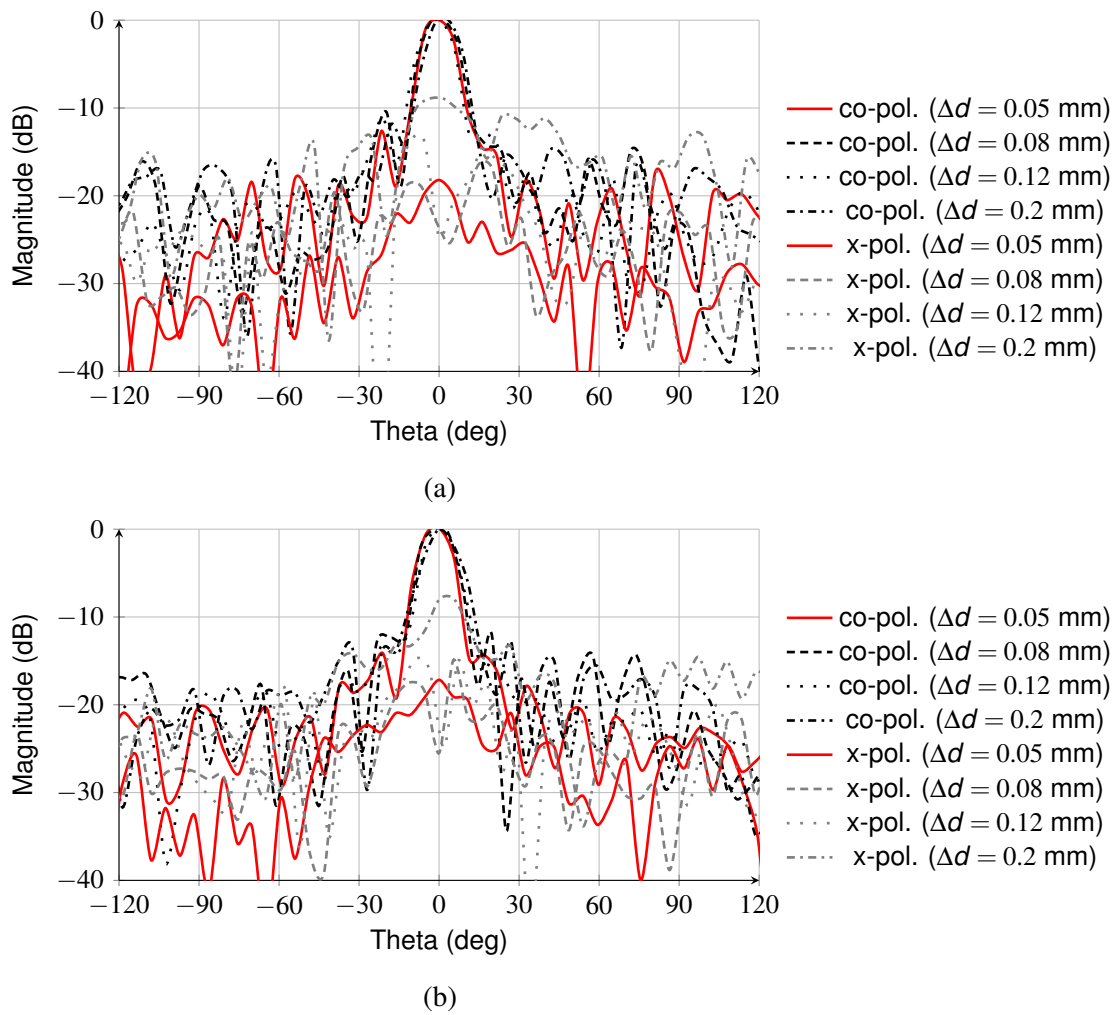 0
−10
−20
−30
−40
Magnitude (dB)
−120 −90 −60 −30 0 30 60 90 120
Theta (deg)
co-pol. (Δd = 0.05 mm)
co-pol. (Δd = 0.08 mm)
co-pol. (Δd = 0.12 mm)
co-pol. (Δd = 0.2 mm)
x-pol. (Δd = 0.05 mm)
x-pol. (Δd = 0.08 mm)
x-pol. (Δd = 0.12 mm)
x-pol. (Δd = 0.2 mm)
(a)
0
−10
−20
−30
−40
Magnitude (dB)
−120 −90 −60 −30 0 30 60 90 120
Theta (deg)
co-pol. (Δd = 0.05 mm)
co-pol. (Δd = 0.08 mm)
co-pol. (Δd = 0.12 mm)
co-pol. (Δd = 0.2 mm)
x-pol. (Δd = 0.05 mm)
x-pol. (Δd = 0.08 mm)
x-pol. (Δd = 0.12 mm)
x-pol. (Δd = 0.2 mm)
(b)